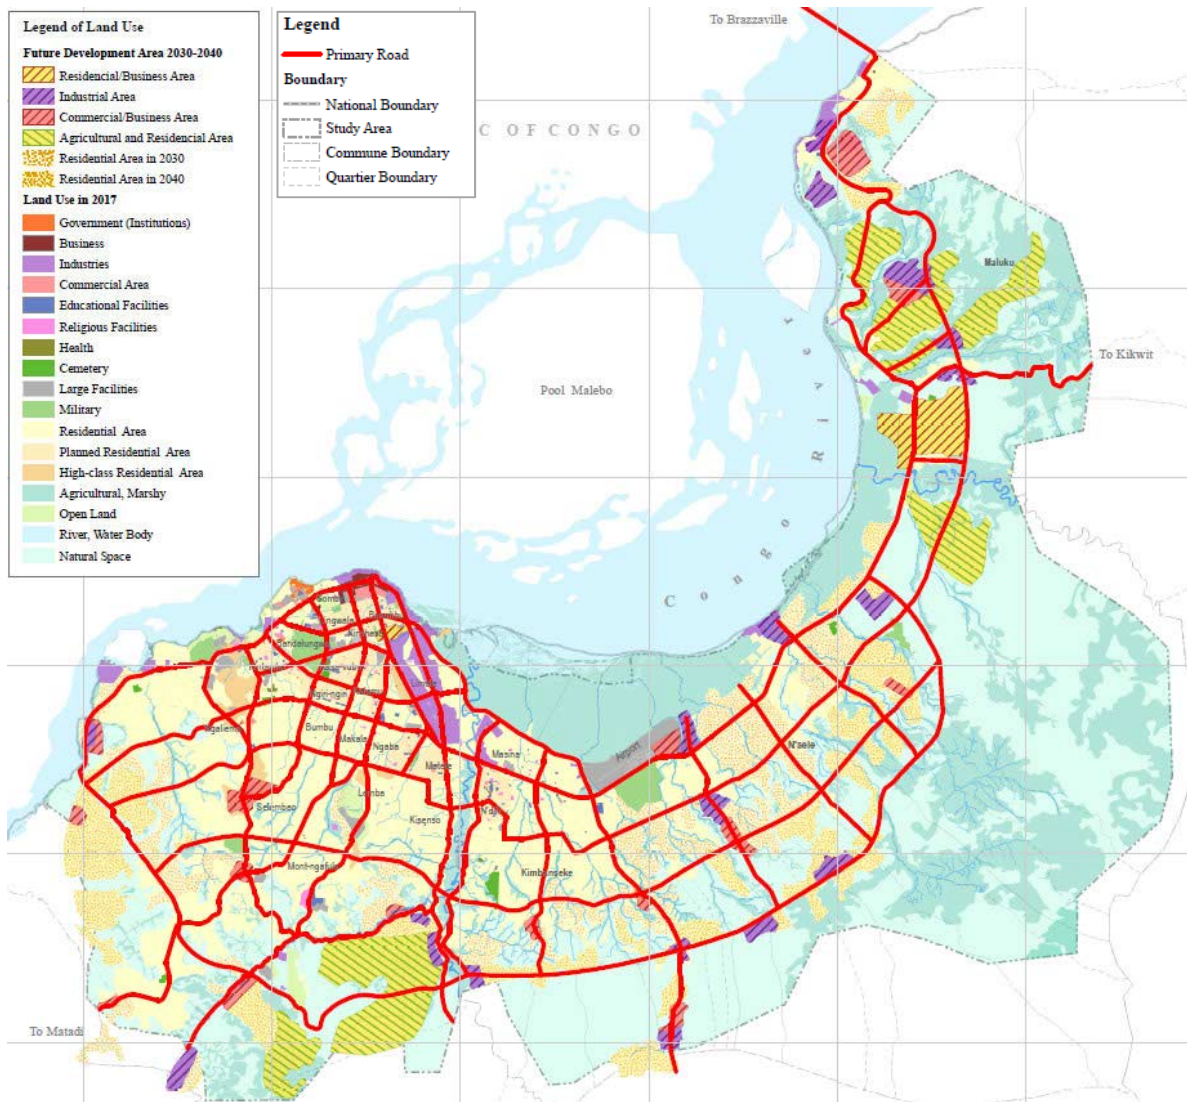 Legend of Land Use
Future Development Area 2030-2040
Residencial/Business Area
Industrial Area
Commercial/Business Area
Agricultural and Residencial Area
Residential Area in 2030
Residential Area in 2040
Land Use in 2017
Government (Institutions)
Business
Industries
Commercial Area
Educational Facilities
Religious Facilities
Health
Cemetery
Large Facilities
Military
Residential Area
Planned Residential Area
High-class Residential Area
Agricultural, Marshy
Open Land
River, Water Body
Natural Space
Legend
Primary Road
Boundary
National Boundary
Study Area
Commune Boundary
Quartier Boundary
To Brazzaville
C OF CONGO
Maluku
To Kikwit
Pool Malebo
Congo River
Limete
Bumbu
Makala
Ngaba
Matete
Masina
Airport
N'sele
Lemba
Selembao
Kisenso
Mont-ngafula
Kimbanseke
To Matadi